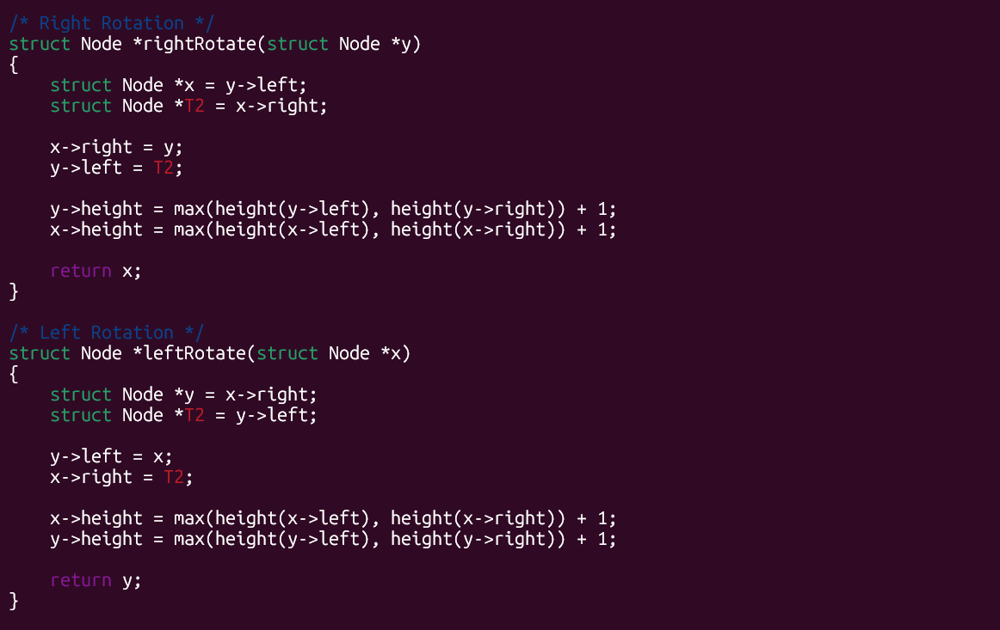 /* Right Rotation */
struct Node *rightRotate(struct Node *y)
{
    struct Node *x = y->left;
    struct Node *T2 = x->right;

    x->right = y;
    y->left = T2;

    y->height = max(height(y->left), height(y->right)) + 1;
    x->height = max(height(x->left), height(x->right)) + 1;

    return x;
}

/* Left Rotation */
struct Node *leftRotate(struct Node *x)
{
    struct Node *y = x->right;
    struct Node *T2 = y->left;

    y->left = x;
    x->right = T2;

    x->height = max(height(x->left), height(x->right)) + 1;
    y->height = max(height(y->left), height(y->right)) + 1;

    return y;
}